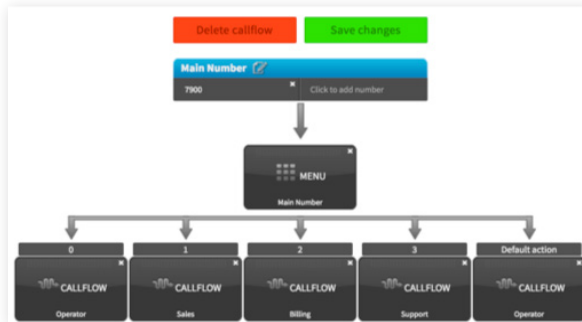 Delete callflow Save changes
Main Number
7900 Click to add number
MENU
Main Number
0 1 2 3 Default action
CALLFLOW CALLFLOW CALLFLOW CALLFLOW CALLFLOW
Operator Sales Billing Support Operator